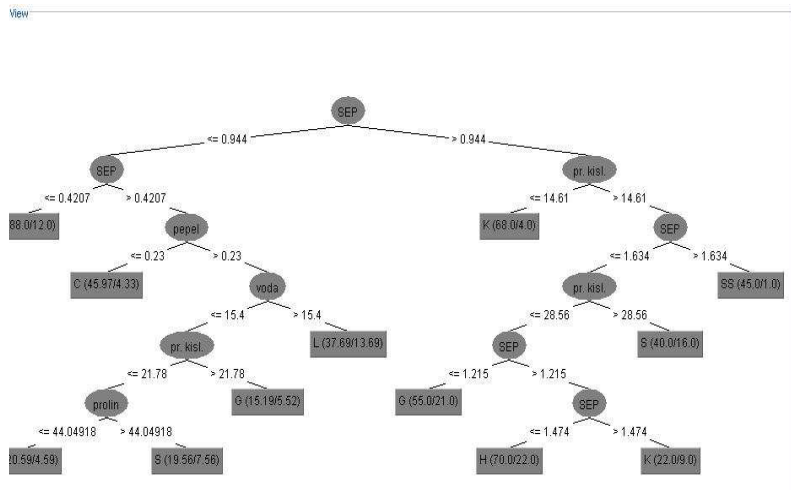 View
SEP
<= 0.944 > 0.944
SEP pr. kisl.
<= 0.4207 > 0.4207 <= 14.61 > 14.61
88.0/12.0) pepel K (68.0/4.0) SEP
<= 0.23 > 0.23 <= 1.634 > 1.634
C (45.97/4.33) voda pr. kisl. SS (45.0/1.0)
<= 15.4 > 15.4 <= 28.56 > 28.56
pr. kisl. L (37.69/13.69) SEP S (40.0/16.0)
<= 21.78 > 21.78 <= 1.215 > 1.215
prolin G (15.19/5.52) G (55.0/21.0) SEP
<= 44.04918 > 44.04918 <= 1.474 > 1.474
20.59/4.59) S (19.56/7.56) H (70.0/22.0) K (22.0/9.0)